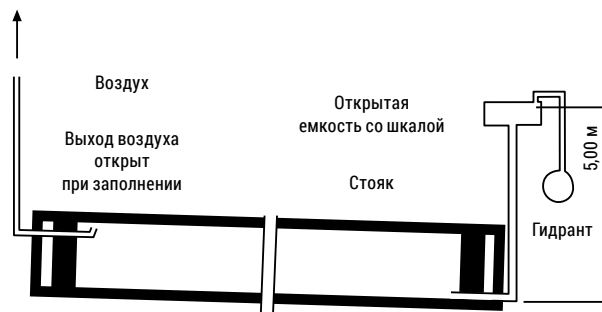 Воздух
Выход воздуха
открыт
при заполнении
Открытая
емкость со шкалой
Стояк
5,00 м
Гидрант